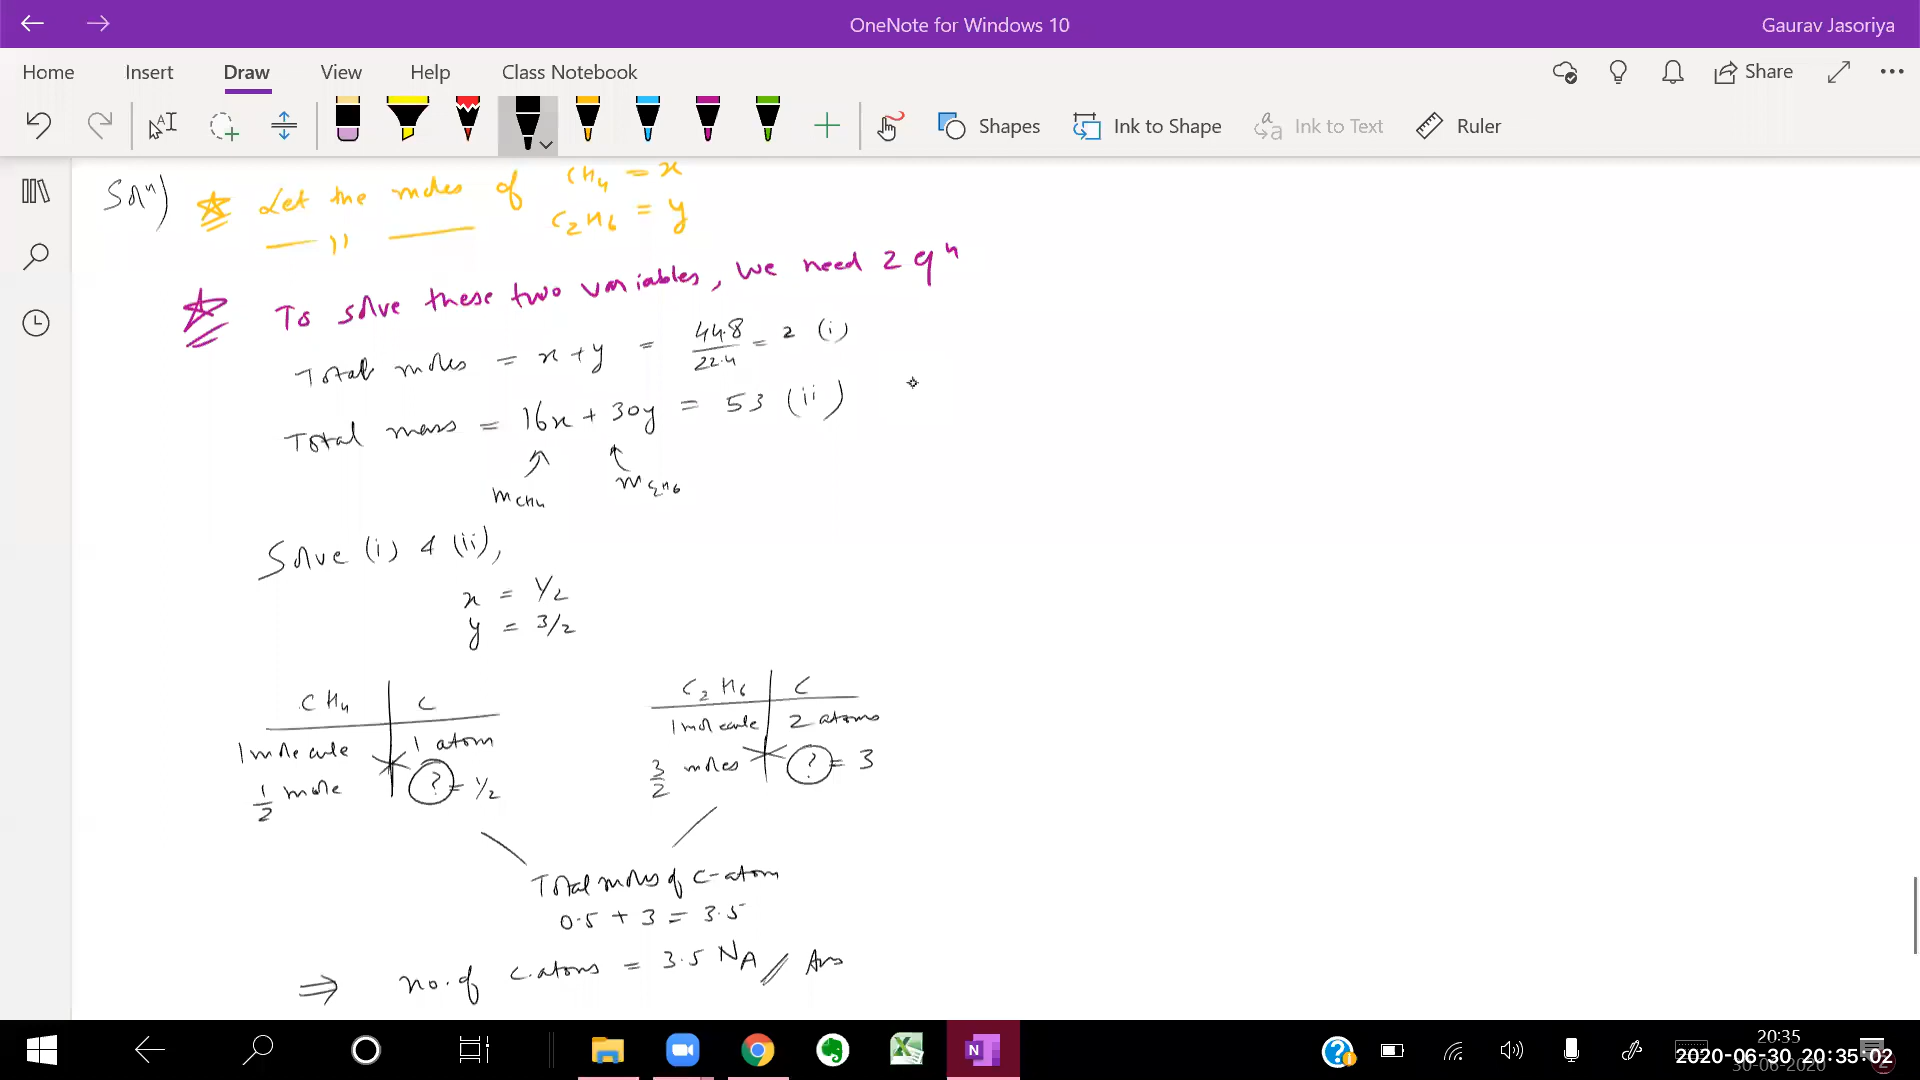 OneNote for Windows 10
Gaurav Jasoriya
Home Insert Draw View Help Class Notebook Share
Shapes Ink to Shape Ink to Text Ruler
Solⁿ) Let the moles of CH4 = x
—— 〃 —— C2H6 = y
To solve these two variables, we need 2 eqⁿ
Total moles = x + y = 44.8/22.4 = 2 (i)
Total mass = 16x + 30y = 53 (ii)
mCH4 mC2H6
Solve (i) & (ii),
x = 1/2
y = 3/2
CH4 | C
1 molecule | 1 atom
1/2 mole | ? = 1/2
C2H6 | C
1 molecule | 2 atoms
3/2 moles | ? = 3
Total moles of C-atom
0.5 + 3 = 3.5
⇒ no. of C-atoms = 3.5 NA // Ans
20:35
30-06-2020
2020-06-30 20:35:02
2